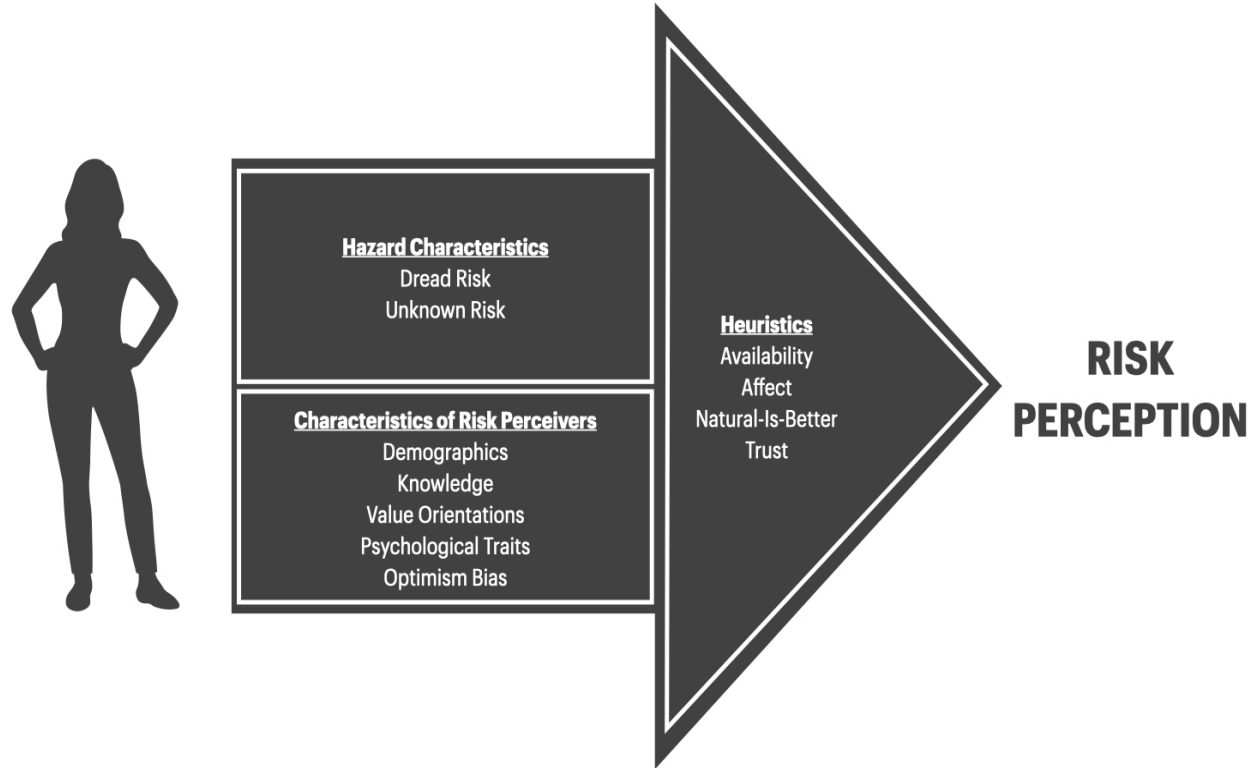 Hazard Characteristics
Dread Risk
Unknown Risk
Characteristics of Risk Perceivers
Demographics
Knowledge
Value Orientations
Psychological Traits
Optimism Bias
Heuristics
Availability
Affect
Natural-Is-Better
Trust
RISK
PERCEPTION